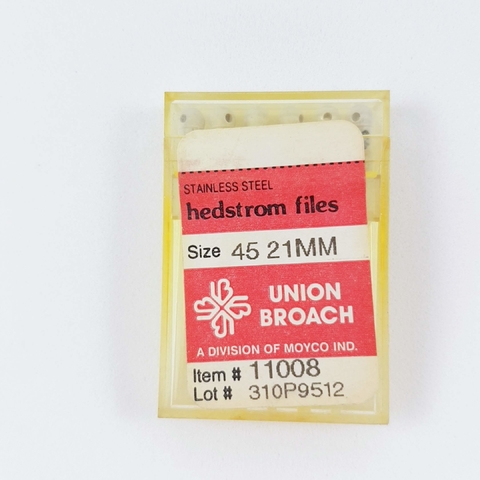 STAINLESS STEEL
hedstrom files
Size 45 21MM
UNION
BROACH
A DIVISION OF MOYCO IND.
Item # 11008
Lot # 310P9512